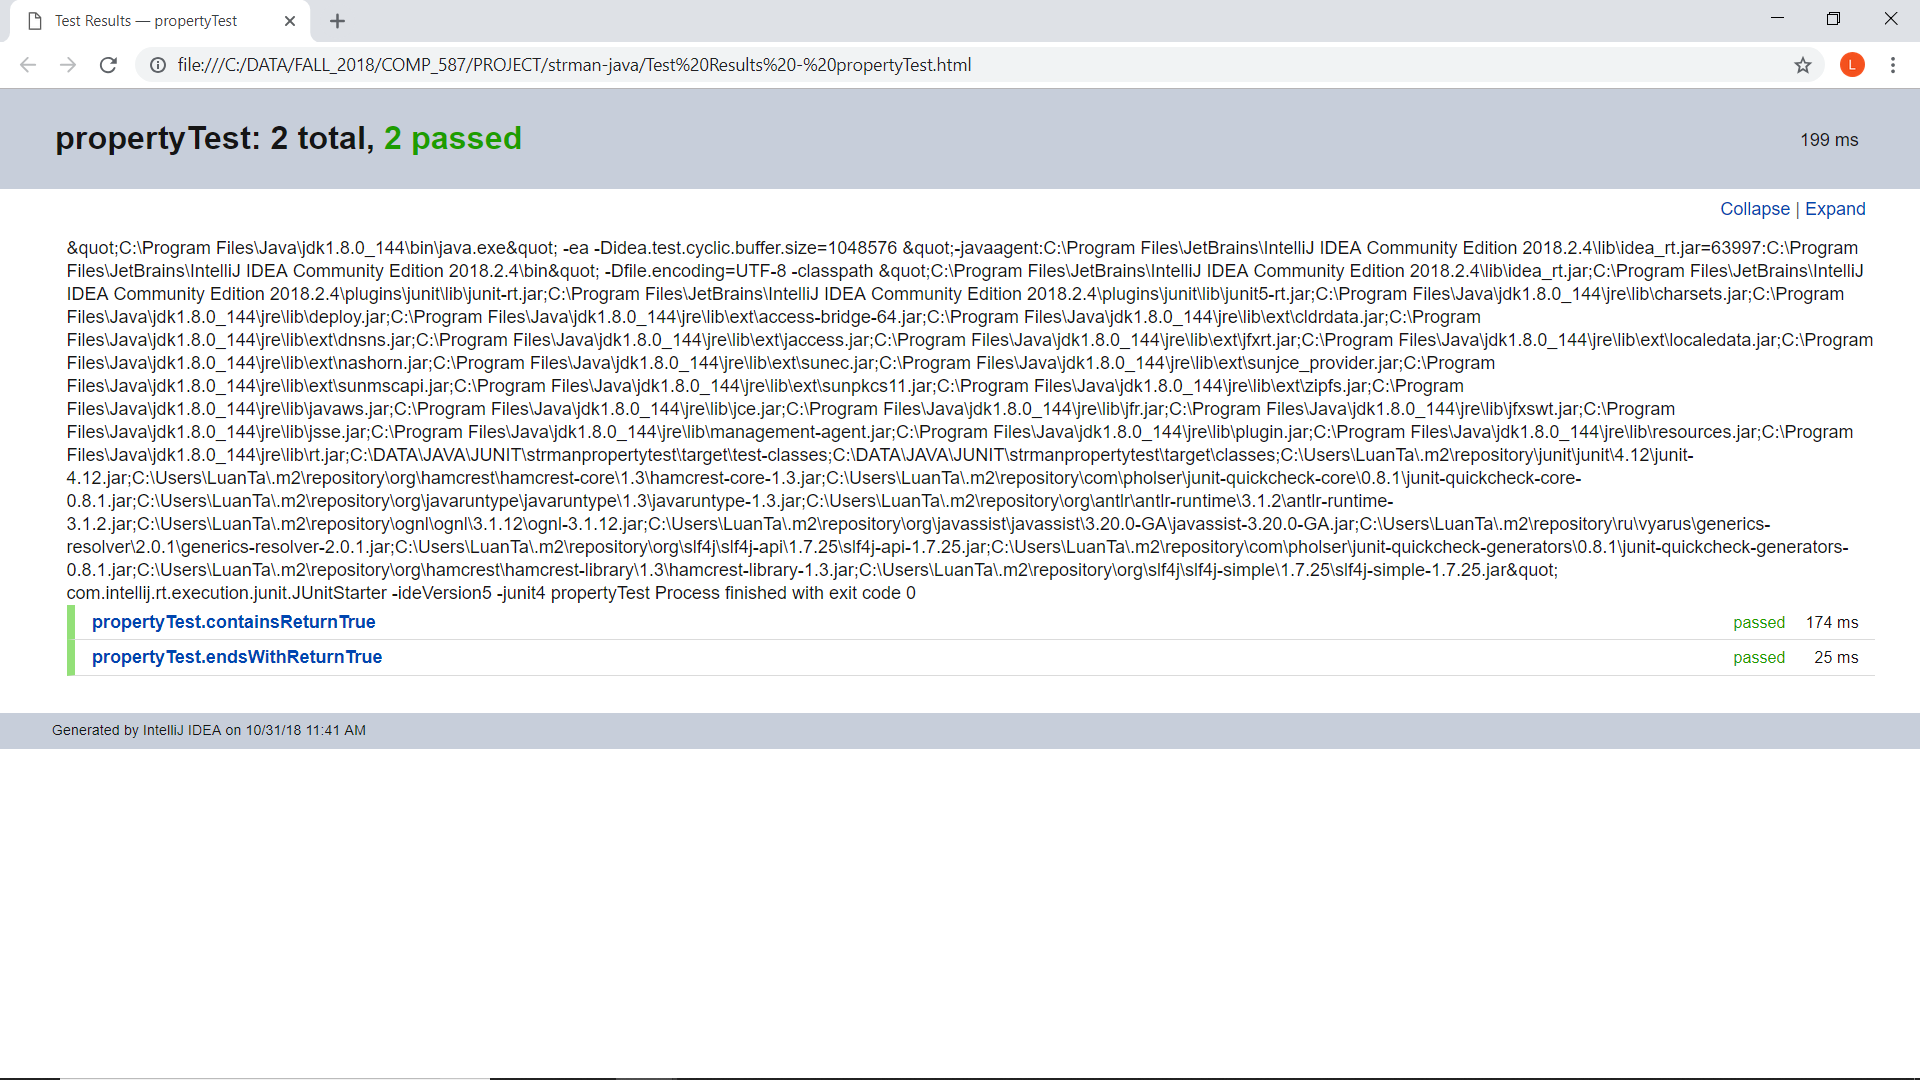 Test Results — propertyTest
file:///C:/DATA/FALL_2018/COMP_587/PROJECT/strman-java/Test%20Results%20-%20propertyTest.html
L
propertyTest: 2 total, 2 passed
199 ms
Collapse | Expand
&quot;C:\Program Files\Java\jdk1.8.0_144\bin\java.exe&quot; -ea -Didea.test.cyclic.buffer.size=1048576 &quot;-javaagent:C:\Program Files\JetBrains\IntelliJ IDEA Community Edition 2018.2.4\lib\idea_rt.jar=63997:C:\Program
Files\JetBrains\IntelliJ IDEA Community Edition 2018.2.4\bin&quot; -Dfile.encoding=UTF-8 -classpath &quot;C:\Program Files\JetBrains\IntelliJ IDEA Community Edition 2018.2.4\lib\idea_rt.jar;C:\Program Files\JetBrains\IntelliJ
IDEA Community Edition 2018.2.4\plugins\junit\lib\junit-rt.jar;C:\Program Files\JetBrains\IntelliJ IDEA Community Edition 2018.2.4\plugins\junit\lib\junit5-rt.jar;C:\Program Files\Java\jdk1.8.0_144\jre\lib\charsets.jar;C:\Program
Files\Java\jdk1.8.0_144\jre\lib\deploy.jar;C:\Program Files\Java\jdk1.8.0_144\jre\lib\ext\access-bridge-64.jar;C:\Program Files\Java\jdk1.8.0_144\jre\lib\ext\cldrdata.jar;C:\Program
Files\Java\jdk1.8.0_144\jre\lib\ext\dnsns.jar;C:\Program Files\Java\jdk1.8.0_144\jre\lib\ext\jaccess.jar;C:\Program Files\Java\jdk1.8.0_144\jre\lib\ext\jfxrt.jar;C:\Program Files\Java\jdk1.8.0_144\jre\lib\ext\localedata.jar;C:\Program
Files\Java\jdk1.8.0_144\jre\lib\ext\nashorn.jar;C:\Program Files\Java\jdk1.8.0_144\jre\lib\ext\sunec.jar;C:\Program Files\Java\jdk1.8.0_144\jre\lib\ext\sunjce_provider.jar;C:\Program
Files\Java\jdk1.8.0_144\jre\lib\ext\sunmscapi.jar;C:\Program Files\Java\jdk1.8.0_144\jre\lib\ext\sunpkcs11.jar;C:\Program Files\Java\jdk1.8.0_144\jre\lib\ext\zipfs.jar;C:\Program
Files\Java\jdk1.8.0_144\jre\lib\javaws.jar;C:\Program Files\Java\jdk1.8.0_144\jre\lib\jce.jar;C:\Program Files\Java\jdk1.8.0_144\jre\lib\jfr.jar;C:\Program Files\Java\jdk1.8.0_144\jre\lib\jfxswt.jar;C:\Program
Files\Java\jdk1.8.0_144\jre\lib\jsse.jar;C:\Program Files\Java\jdk1.8.0_144\jre\lib\management-agent.jar;C:\Program Files\Java\jdk1.8.0_144\jre\lib\plugin.jar;C:\Program Files\Java\jdk1.8.0_144\jre\lib\resources.jar;C:\Program
Files\Java\jdk1.8.0_144\jre\lib\rt.jar;C:\DATA\JAVA\JUNIT\strmanpropertytest\target\test-classes;C:\DATA\JAVA\JUNIT\strmanpropertytest\target\classes;C:\Users\LuanTa\.m2\repository\junit\junit\4.12\junit-
4.12.jar;C:\Users\LuanTa\.m2\repository\org\hamcrest\hamcrest-core\1.3\hamcrest-core-1.3.jar;C:\Users\LuanTa\.m2\repository\com\pholser\junit-quickcheck-core\0.8.1\junit-quickcheck-core-
0.8.1.jar;C:\Users\LuanTa\.m2\repository\org\javaruntype\javaruntype\1.3\javaruntype-1.3.jar;C:\Users\LuanTa\.m2\repository\org\antlr\antlr-runtime\3.1.2\antlr-runtime-
3.1.2.jar;C:\Users\LuanTa\.m2\repository\ognl\ognl\3.1.12\ognl-3.1.12.jar;C:\Users\LuanTa\.m2\repository\org\javassist\javassist\3.20.0-GA\javassist-3.20.0-GA.jar;C:\Users\LuanTa\.m2\repository\ru\vyarus\generics-
resolver\2.0.1\generics-resolver-2.0.1.jar;C:\Users\LuanTa\.m2\repository\org\slf4j\slf4j-api\1.7.25\slf4j-api-1.7.25.jar;C:\Users\LuanTa\.m2\repository\com\pholser\junit-quickcheck-generators\0.8.1\junit-quickcheck-generators-
0.8.1.jar;C:\Users\LuanTa\.m2\repository\org\hamcrest\hamcrest-library\1.3\hamcrest-library-1.3.jar;C:\Users\LuanTa\.m2\repository\org\slf4j\slf4j-simple\1.7.25\slf4j-simple-1.7.25.jar&quot;
com.intellij.rt.execution.junit.JUnitStarter -ideVersion5 -junit4 propertyTest Process finished with exit code 0
propertyTest.containsReturnTrue passed 174 ms
propertyTest.endsWithReturnTrue passed 25 ms
Generated by IntelliJ IDEA on 10/31/18 11:41 AM